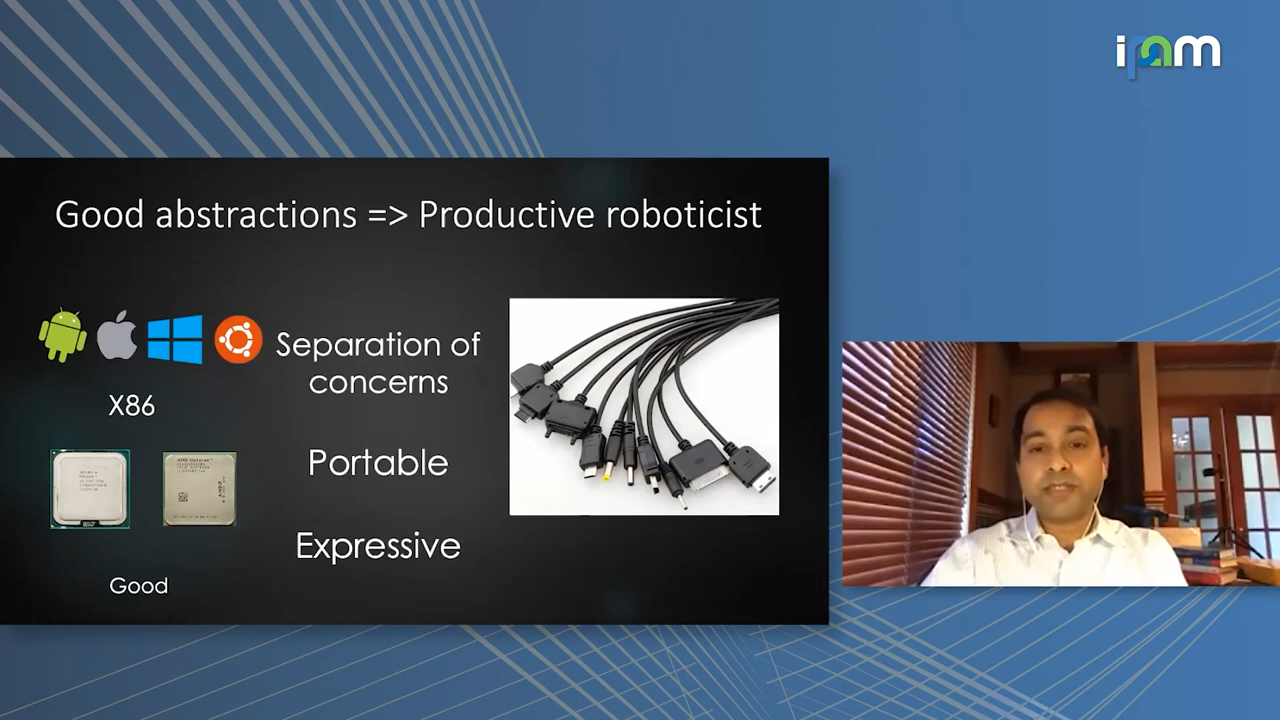 ipam
Good abstractions => Productive roboticist
Separation of
concerns
X86
Portable
Expressive
Good